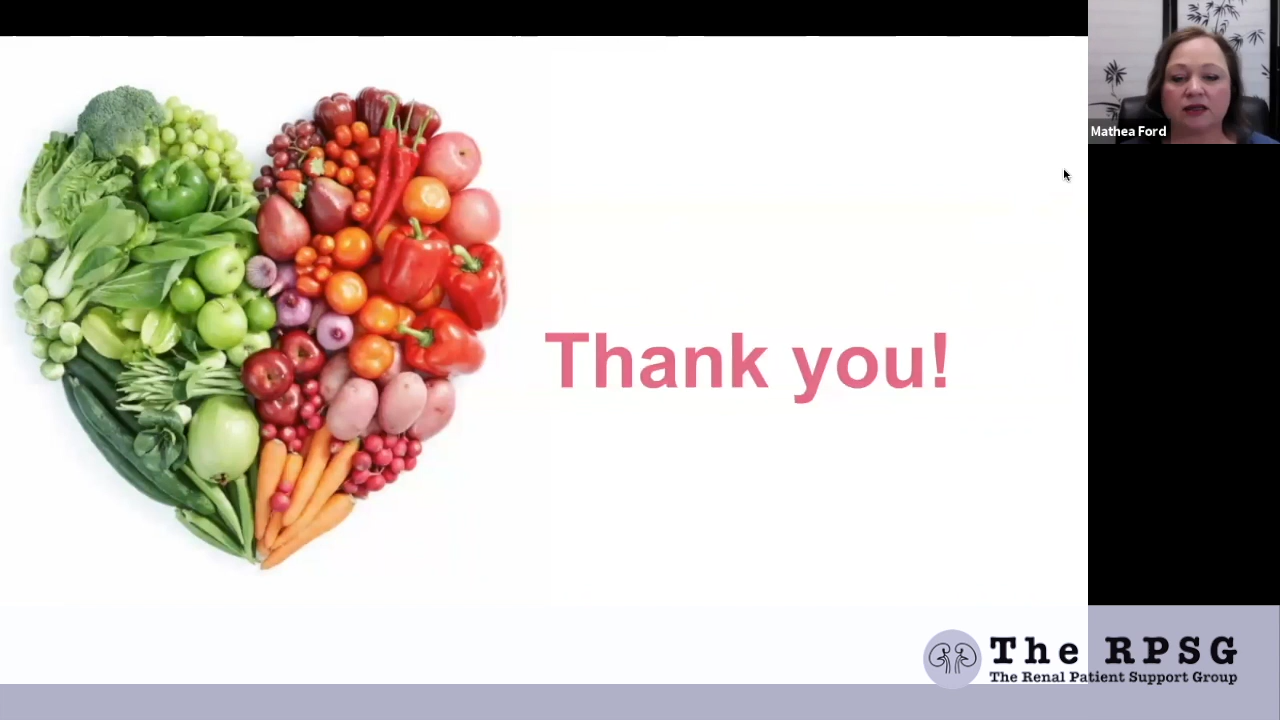 Mathea Ford
Thank you!
The RPSG
The Renal Patient Support Group